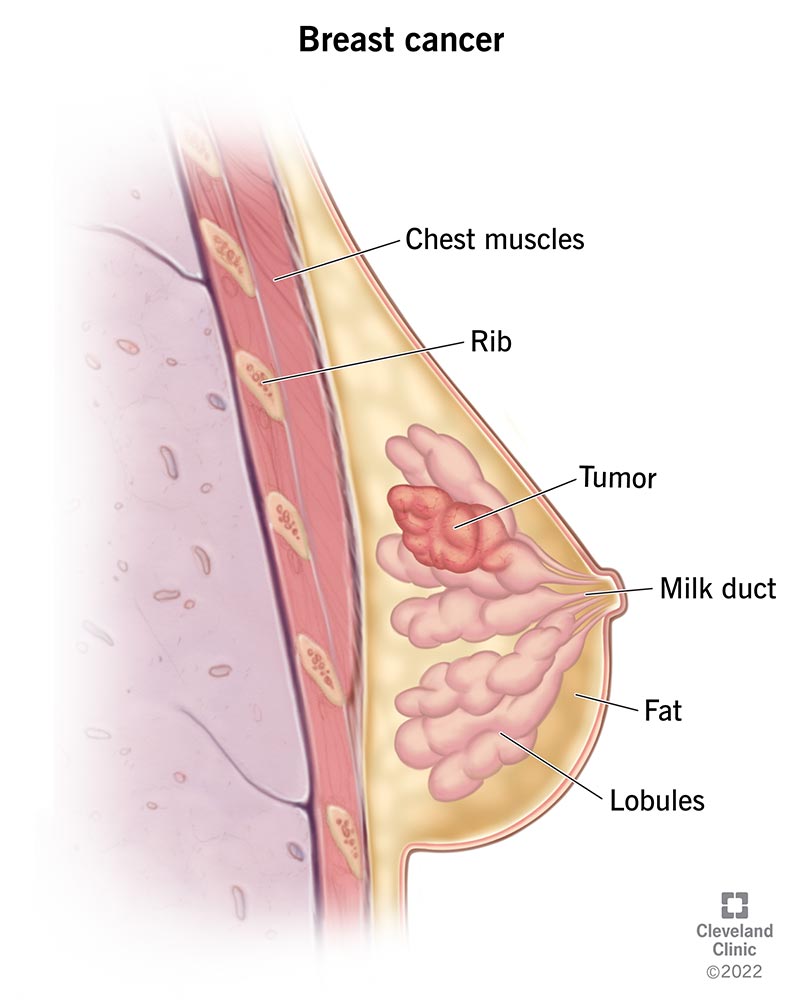 Breast cancer
Chest muscles
Rib
Tumor
Milk duct
Fat
Lobules
Cleveland
Clinic
©2022